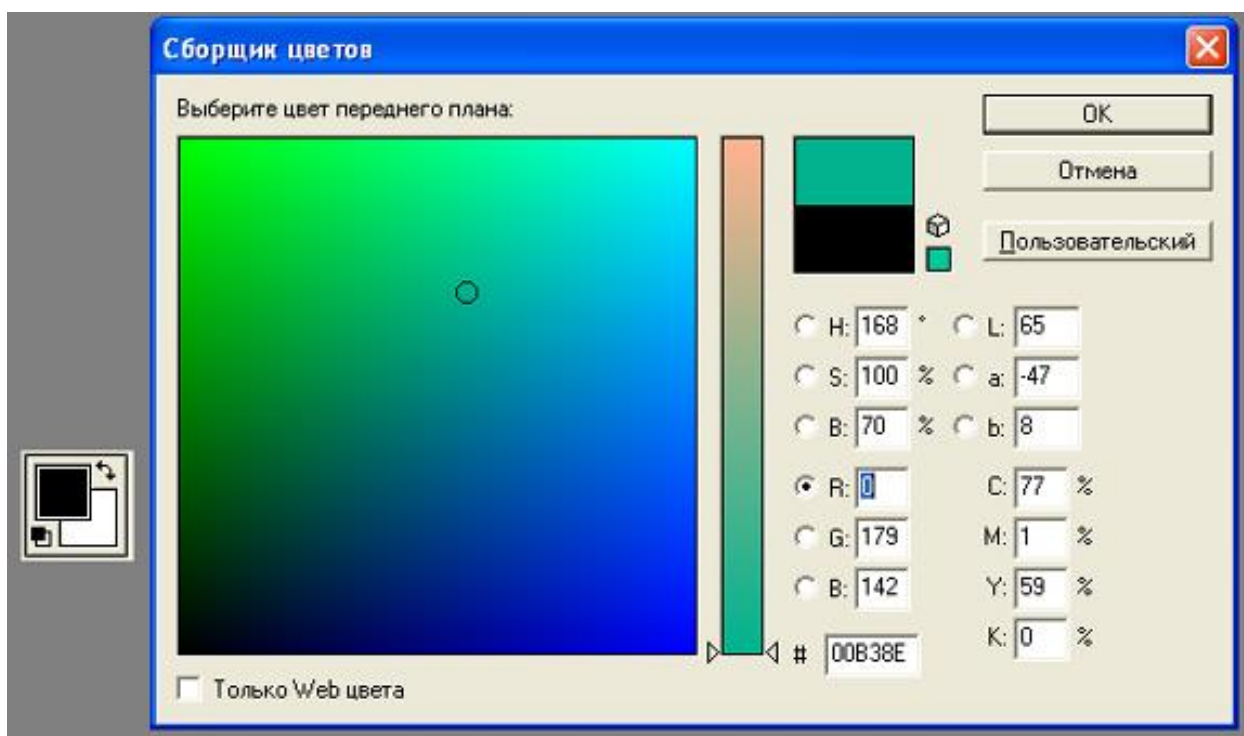 Сборщик цветов
Выберите цвет переднего плана:
OK
Отмена
Пользовательский
H: 168 ° L: 65
S: 100 % a: -47
B: 70 % b: 8
R: 0 C: 77 %
G: 179 M: 1 %
B: 142 Y: 59 %
# 00B38E K: 0 %
Только Web цвета